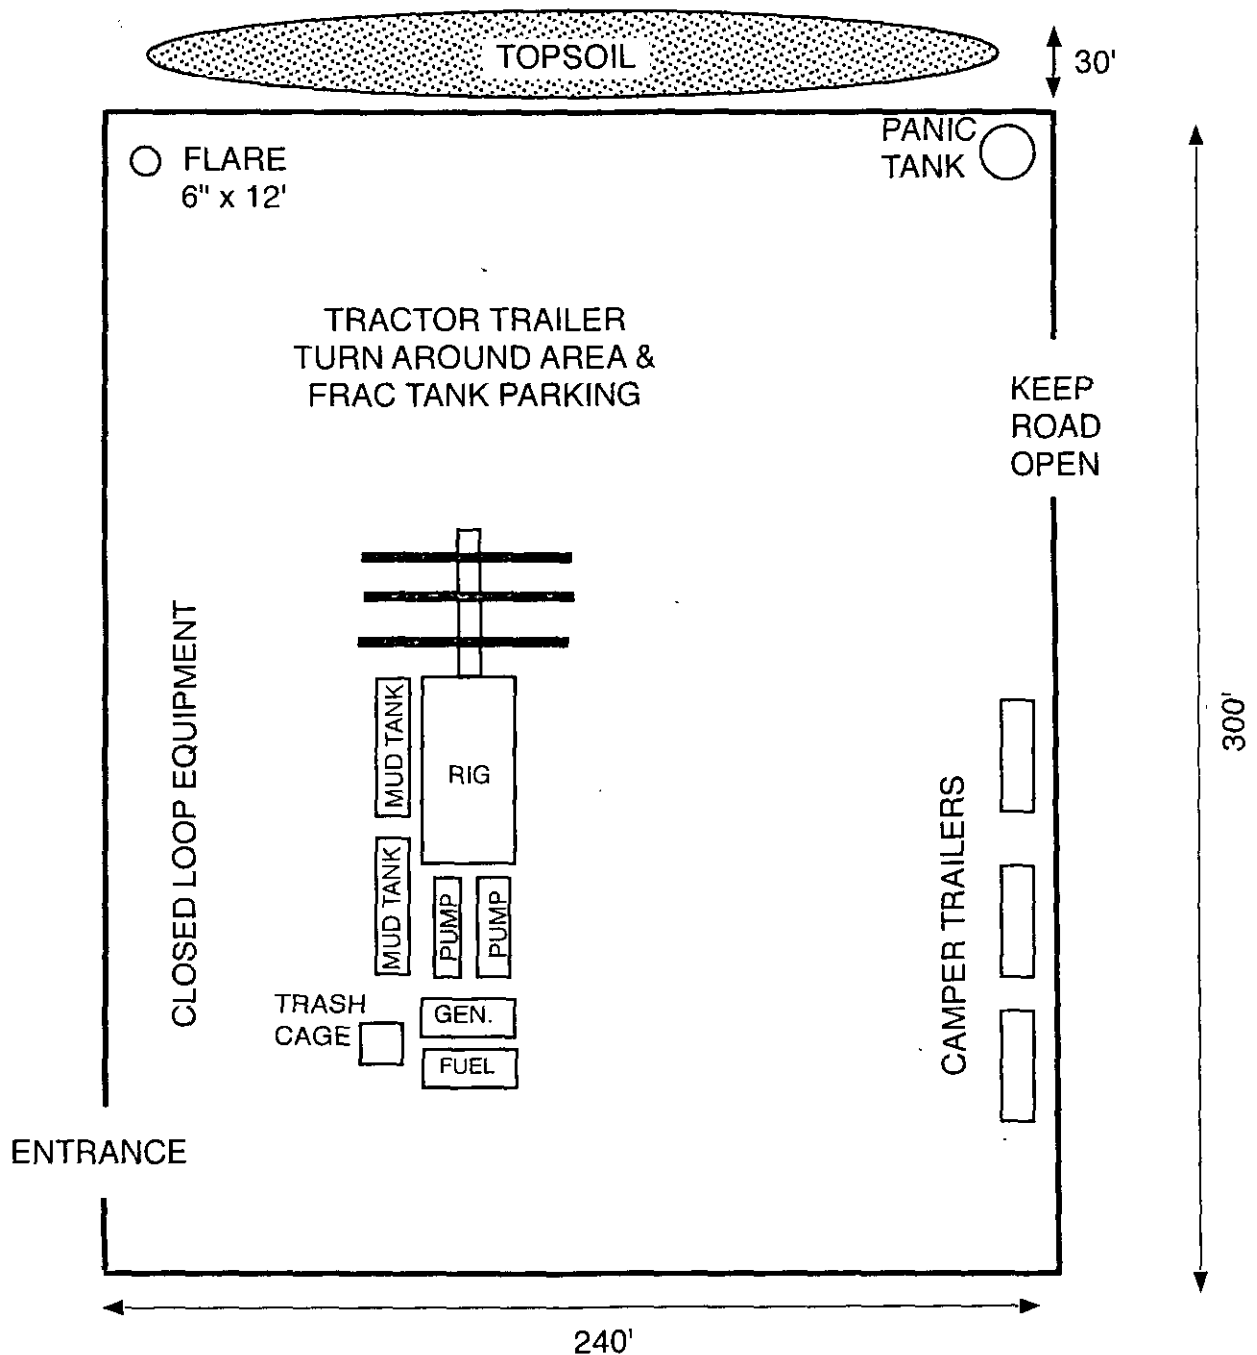 TOPSOIL
30'
PANIC
TANK
FLARE
6" x 12'
TRACTOR TRAILER
TURN AROUND AREA &
FRAC TANK PARKING
KEEP
ROAD
OPEN
CLOSED LOOP EQUIPMENT
MUD TANK
RIG
300'
MUD TANK
PUMP
PUMP
CAMPER TRAILERS
TRASH
CAGE
GEN.
FUEL
ENTRANCE
240'